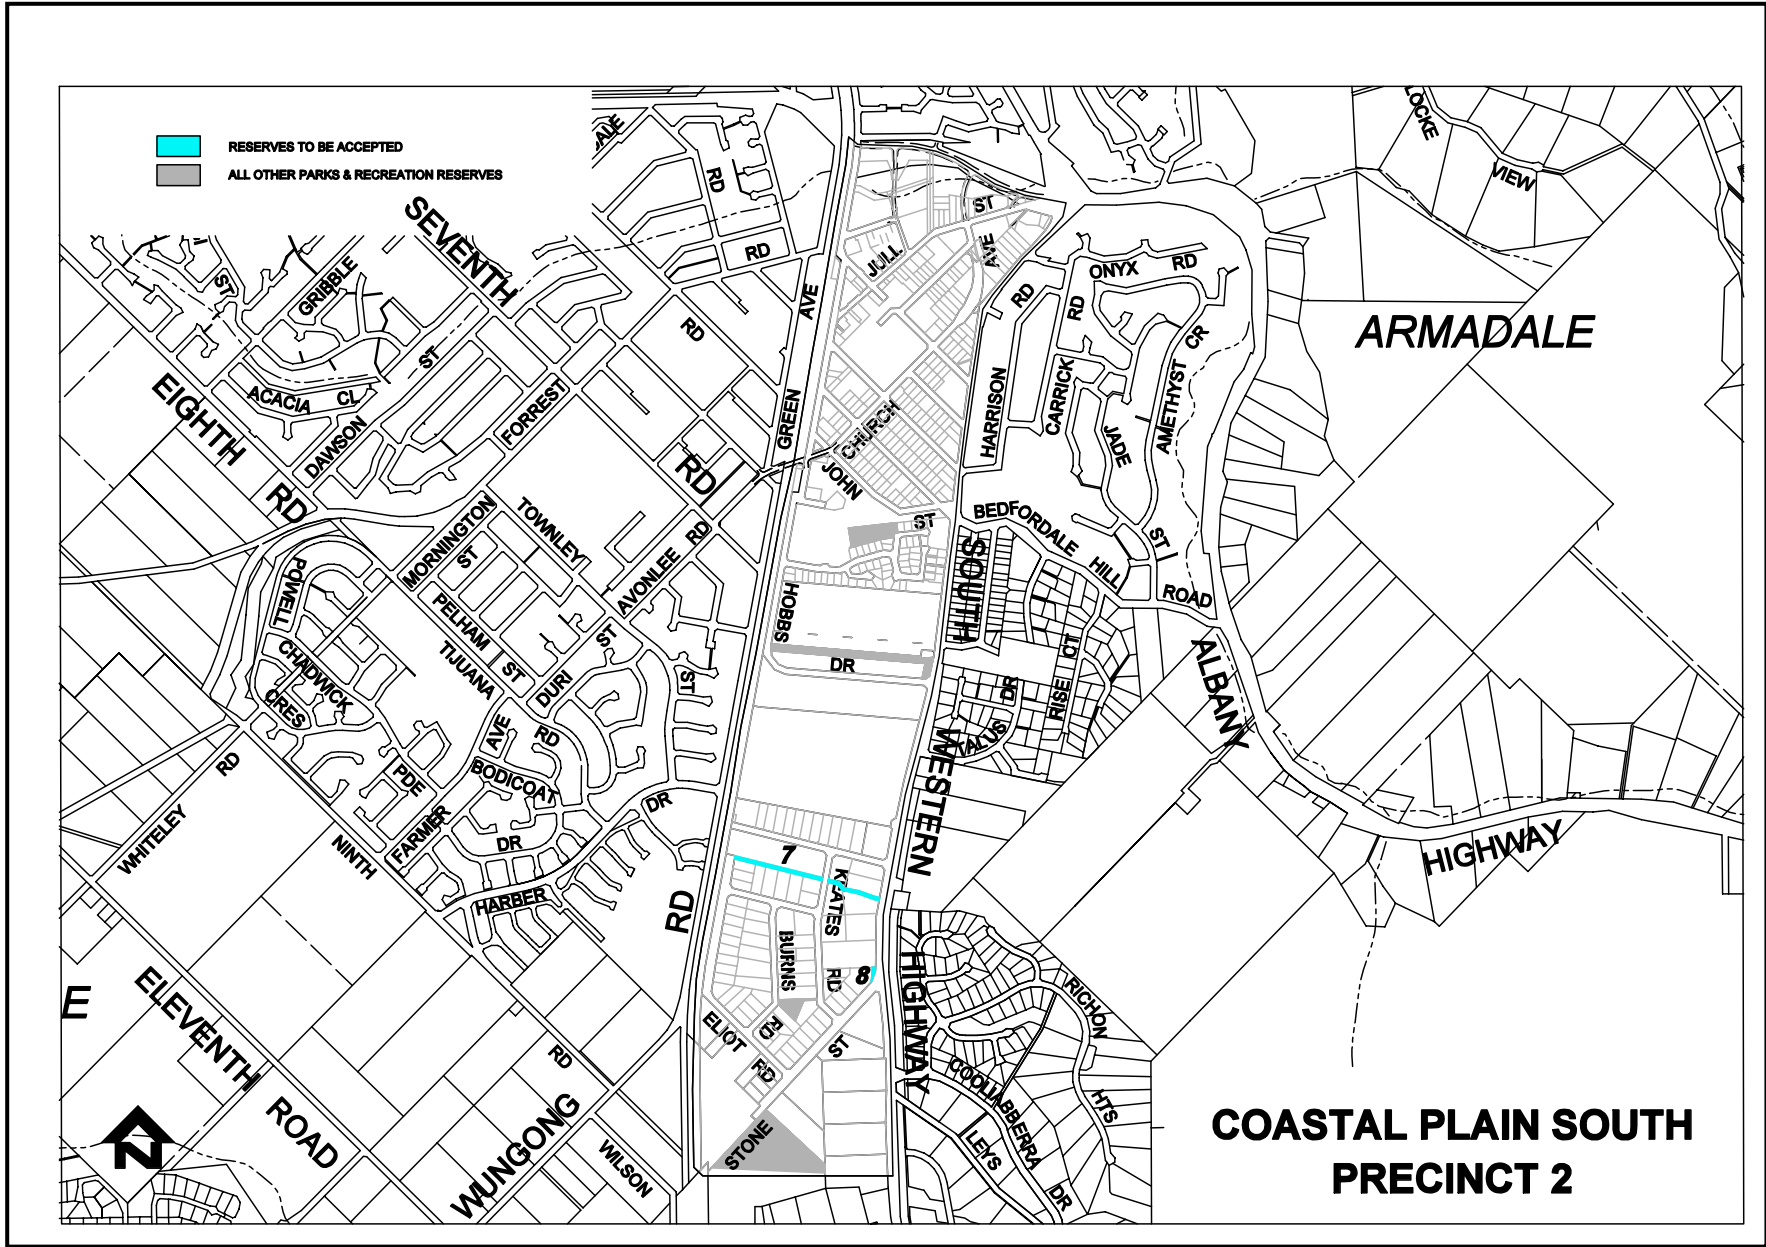 RESERVES TO BE ACCEPTED
ALL OTHER PARKS & RECREATION RESERVES
LOCKE
VIEW
RD
ST
SEVENTH
RD
JULL
AVE
ST
GRIBBLE
ONYX RD
RD
RD
AVE
RD
ARMADALE
ST
CR
EIGHTH
RD
ACACIA CL
FORREST
DAWSON
GREEN
CHURCH
HARRISON
CARRICK
JADE
AMETHYST
RD
JOHN
MORNINGTON
ST
TOWNLEY
AVONLEE RD
ST
BEDFORDALE
HILL
ROAD
ST
SOUTH
POWELL
PELHAM
ST
TIJUANA
ST
HOBBS
DR
CT
RISE
DR
ALBANY
CHADWICK
CRES
DURI
ST
AVE
RD
TALUS
WESTERN
RD
PDE
BODICOAT
DR
WHITELEY
FARMER
DR
NINTH
HARBER
7
HIGHWAY
RD
KEATES
BURNS
RD
8
HIGHWAY
E
ELEVENTH
RICHON
ELIOT
RD
RD
ST
RD
COOLIABBERRA
HTS
ROAD
WUNGONG
WILSON
STONE
LEYS
DR
N
COASTAL PLAIN SOUTH
PRECINCT 2